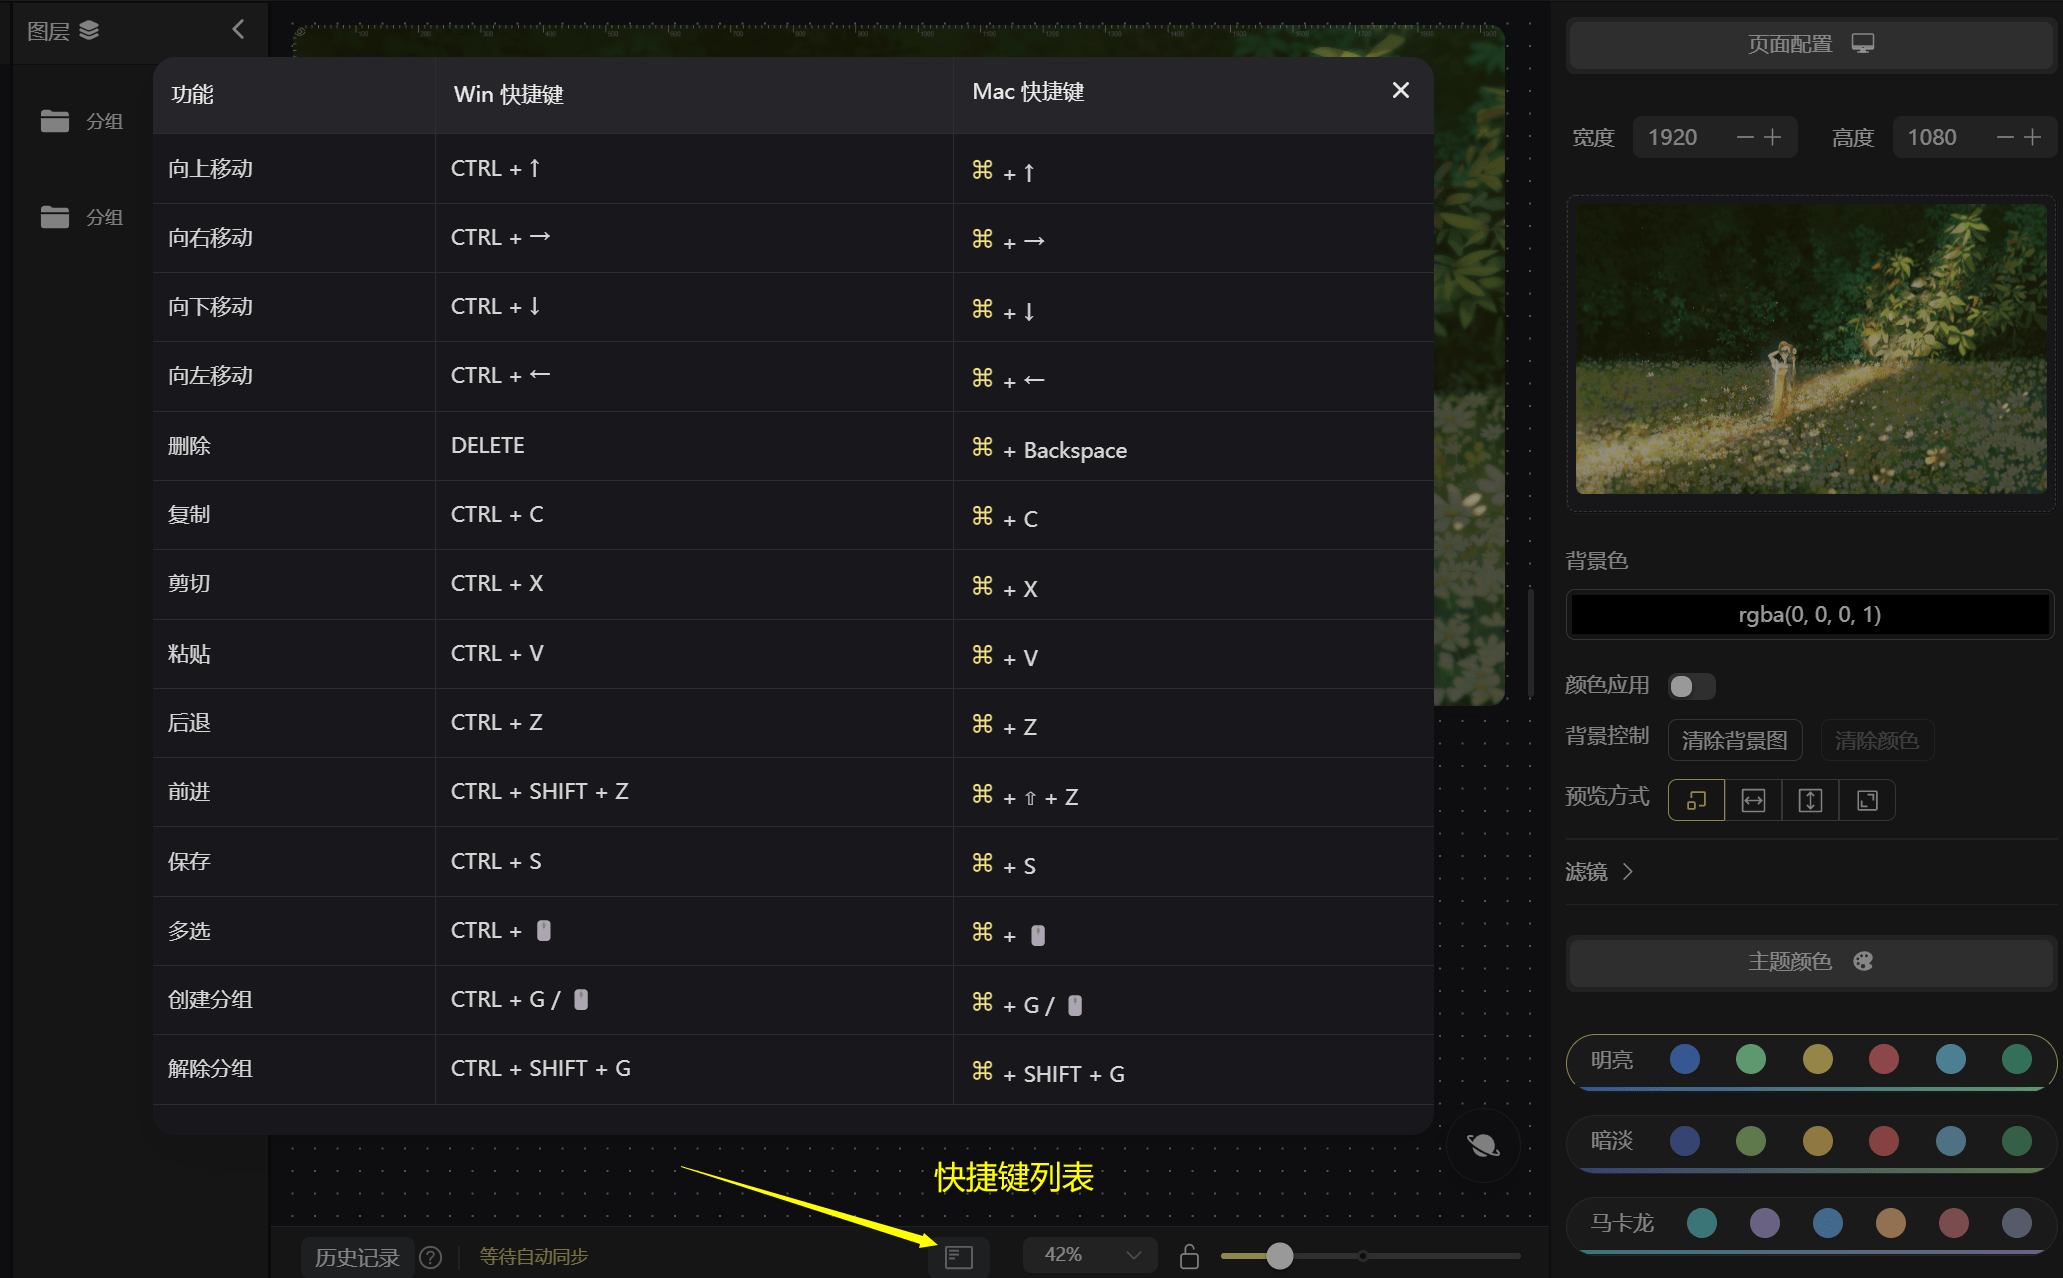 图层
分组
分组
功能 Win 快捷键 Mac 快捷键
向上移动 CTRL + ↑ ⌘ + ↑
向右移动 CTRL + → ⌘ + →
向下移动 CTRL + ↓ ⌘ + ↓
向左移动 CTRL + ← ⌘ + ←
删除 DELETE ⌘ + Backspace
复制 CTRL + C ⌘ + C
剪切 CTRL + X ⌘ + X
粘贴 CTRL + V ⌘ + V
后退 CTRL + Z ⌘ + Z
前进 CTRL + SHIFT + Z ⌘ + ⇧ + Z
保存 CTRL + S ⌘ + S
多选 CTRL + ⌘ +
创建分组 CTRL + G / ⌘ + G /
解除分组 CTRL + SHIFT + G ⌘ + SHIFT + G
快捷键列表
历史记录 等待自动同步 42%
页面配置
宽度 1920 高度 1080
背景色
rgba(0, 0, 0, 1)
颜色应用
背景控制 清除背景图 清除颜色
预览方式
滤镜
主题颜色
明亮
暗淡
马卡龙